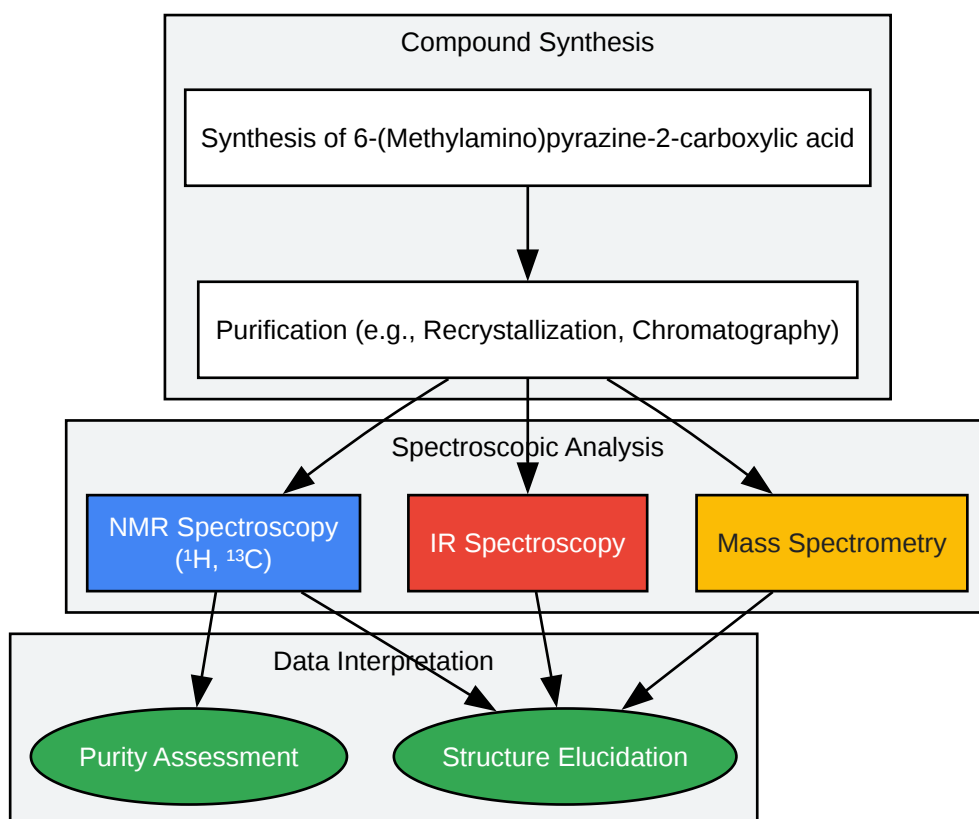 Compound Synthesis
Synthesis of 6-(Methylamino)pyrazine-2-carboxylic acid
Purification (e.g., Recrystallization, Chromatography)
Spectroscopic Analysis
NMR Spectroscopy
(¹H, ¹³C)
IR Spectroscopy
Mass Spectrometry
Data Interpretation
Purity Assessment
Structure Elucidation